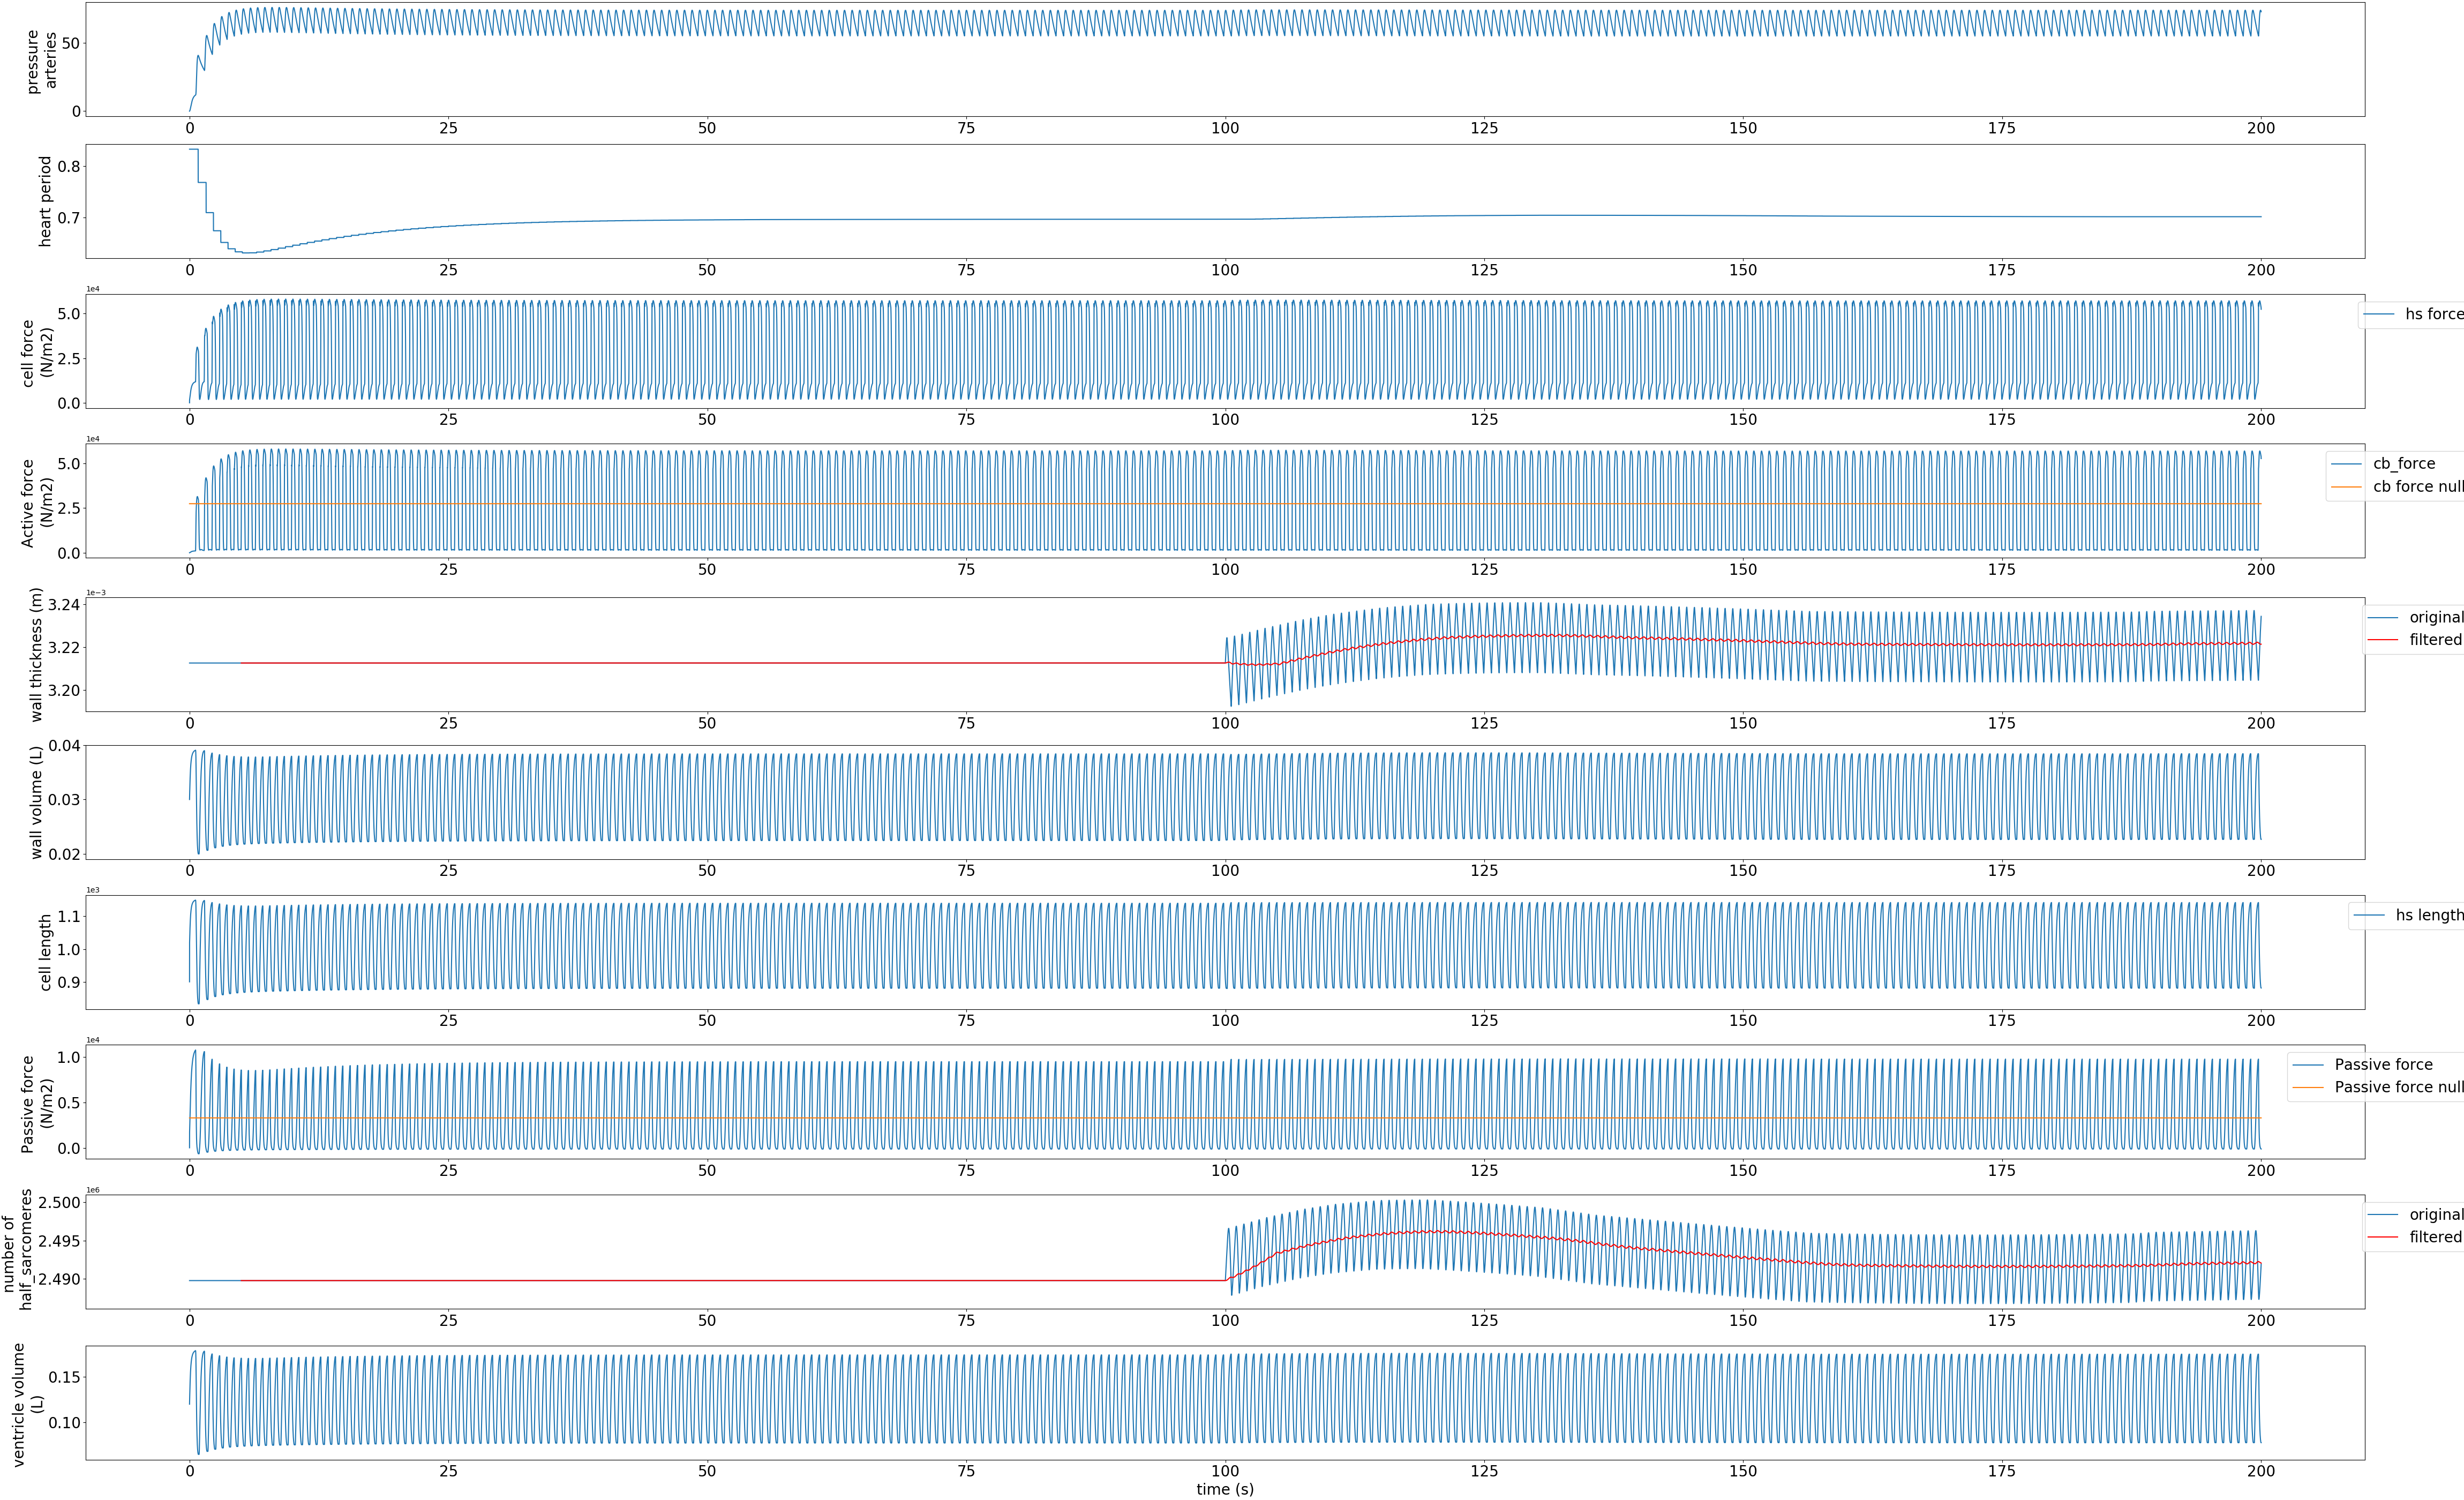 pressure
arteries
50
0
0 25 50 75 100 125 150 175 200
heart period
0.8
0.7
0 25 50 75 100 125 150 175 200
1e4
cell force
(N/m2)
5.0
2.5
0.0
hs force
0 25 50 75 100 125 150 175 200
1e4
Active force
(N/m2)
5.0
2.5
0.0
cb_force
cb force null
0 25 50 75 100 125 150 175 200
1e−3
wall thickness (m)
3.24
3.22
3.20
original
filtered
0 25 50 75 100 125 150 175 200
wall volume (L)
0.04
0.03
0.02
0 25 50 75 100 125 150 175 200
1e3
cell length
1.1
1.0
0.9
hs length
0 25 50 75 100 125 150 175 200
1e4
Passive force
(N/m2)
1.0
0.5
0.0
Passive force
Passive force null
0 25 50 75 100 125 150 175 200
1e6
number of
half_sarcomeres
2.500
2.495
2.490
original
filtered
0 25 50 75 100 125 150 175 200
ventricle volume
(L)
0.15
0.10
0 25 50 75 100 125 150 175 200
time (s)